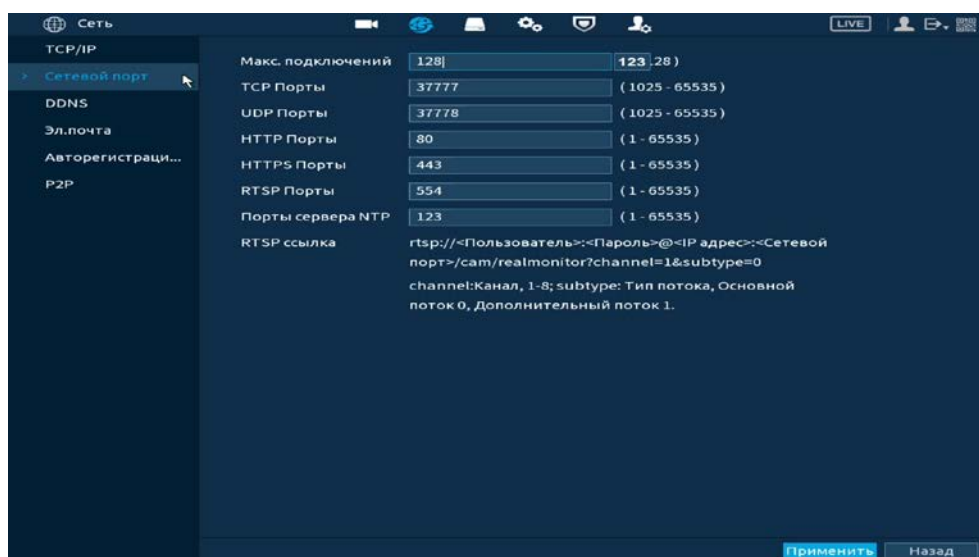 Сеть
LIVE
TCP/IP
Сетевой порт
DDNS
Эл.почта
Авторегистраци...
P2P
Макс. подключений 128 123 .28)
TCP Порты 37777 (1025 - 65535)
UDP Порты 37778 (1025 - 65535)
HTTP Порты 80 (1 - 65535)
HTTPS Порты 443 (1 - 65535)
RTSP Порты 554 (1 - 65535)
Порты сервера NTP 123 (1 - 65535)
RTSP ссылка rtsp://<Пользователь>:<Пароль>@<IP адрес>:<Сетевой
порт>/cam/realmonitor?channel=1&subtype=0
channel:Канал, 1-8; subtype: Тип потока, Основной
поток 0, Дополнительный поток 1.
Применить Назад